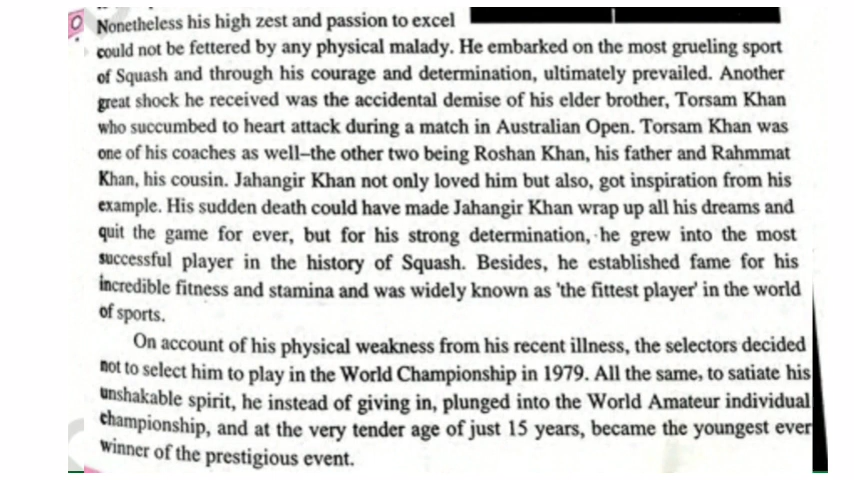 Nonetheless his high zest and passion to excel
could not be fettered by any physical malady. He embarked on the most grueling sport
of Squash and through his courage and determination, ultimately prevailed. Another
great shock he received was the accidental demise of his elder brother, Torsam Khan
who succumbed to heart attack during a match in Australian Open. Torsam Khan was
one of his coaches as well–the other two being Roshan Khan, his father and Rahmmat
Khan, his cousin. Jahangir Khan not only loved him but also, got inspiration from his
example. His sudden death could have made Jahangir Khan wrap up all his dreams and
quit the game for ever, but for his strong determination, he grew into the most
successful player in the history of Squash. Besides, he established fame for his
incredible fitness and stamina and was widely known as 'the fittest player' in the world
of sports.
On account of his physical weakness from his recent illness, the selectors decided
not to select him to play in the World Championship in 1979. All the same, to satiate his
unshakable spirit, he instead of giving in, plunged into the World Amateur individual
championship, and at the very tender age of just 15 years, became the youngest ever
winner of the prestigious event.